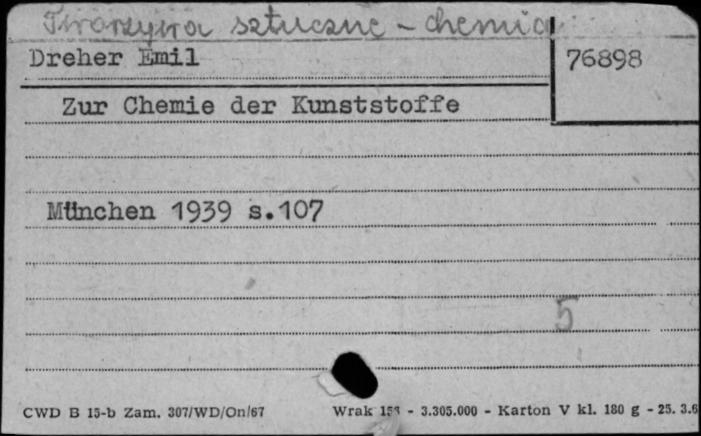 Tworzywa sztuczne - chemia
Dreher Emil
76898
Zur Chemie der Kunststoffe
München 1939 s.107
5
CWD B 15-b Zam. 307/WD/On/67 Wrak - 3.305.000 - Karton V kl. 180 g - 25. 3.6